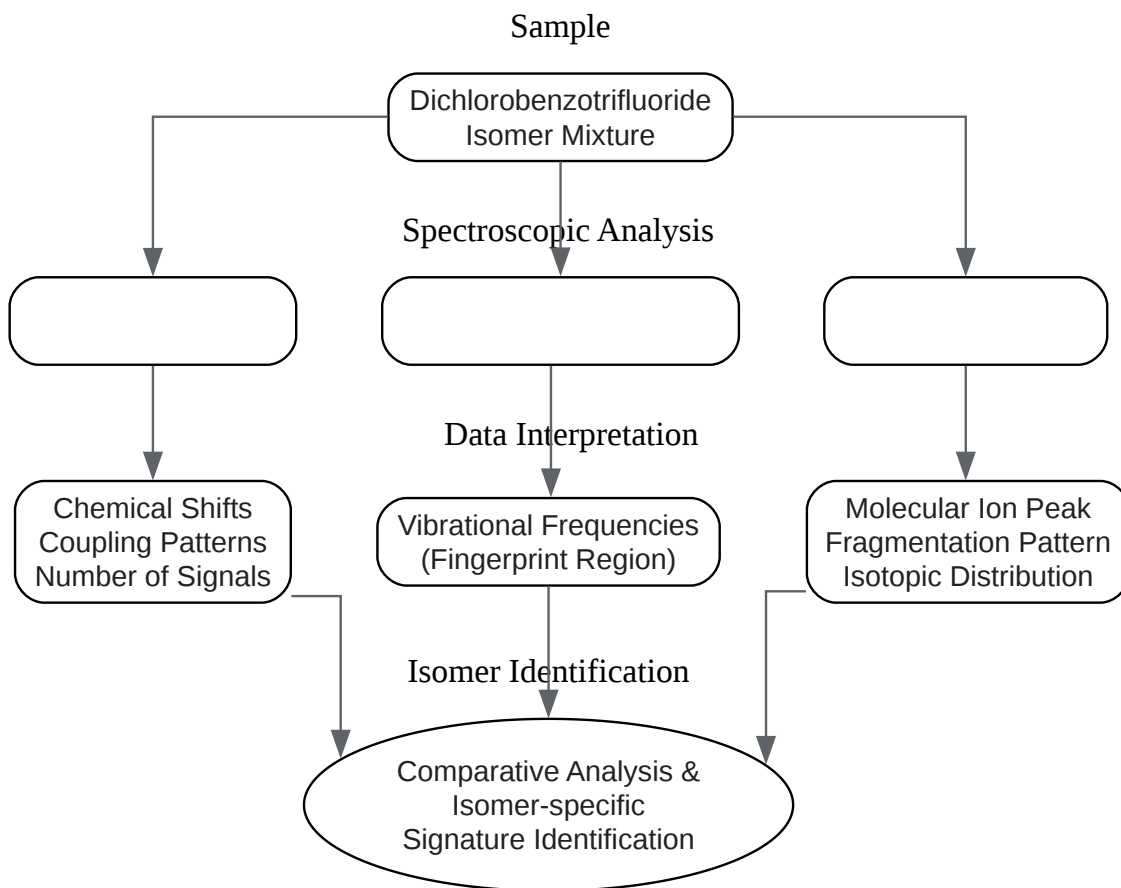 Sample
Dichlorobenzotrifluoride
Isomer Mixture
Spectroscopic Analysis
Data Interpretation
Chemical Shifts
Coupling Patterns
Number of Signals
Vibrational Frequencies
(Fingerprint Region)
Molecular Ion Peak
Fragmentation Pattern
Isotopic Distribution
Isomer Identification
Comparative Analysis &
Isomer-specific
Signature Identification